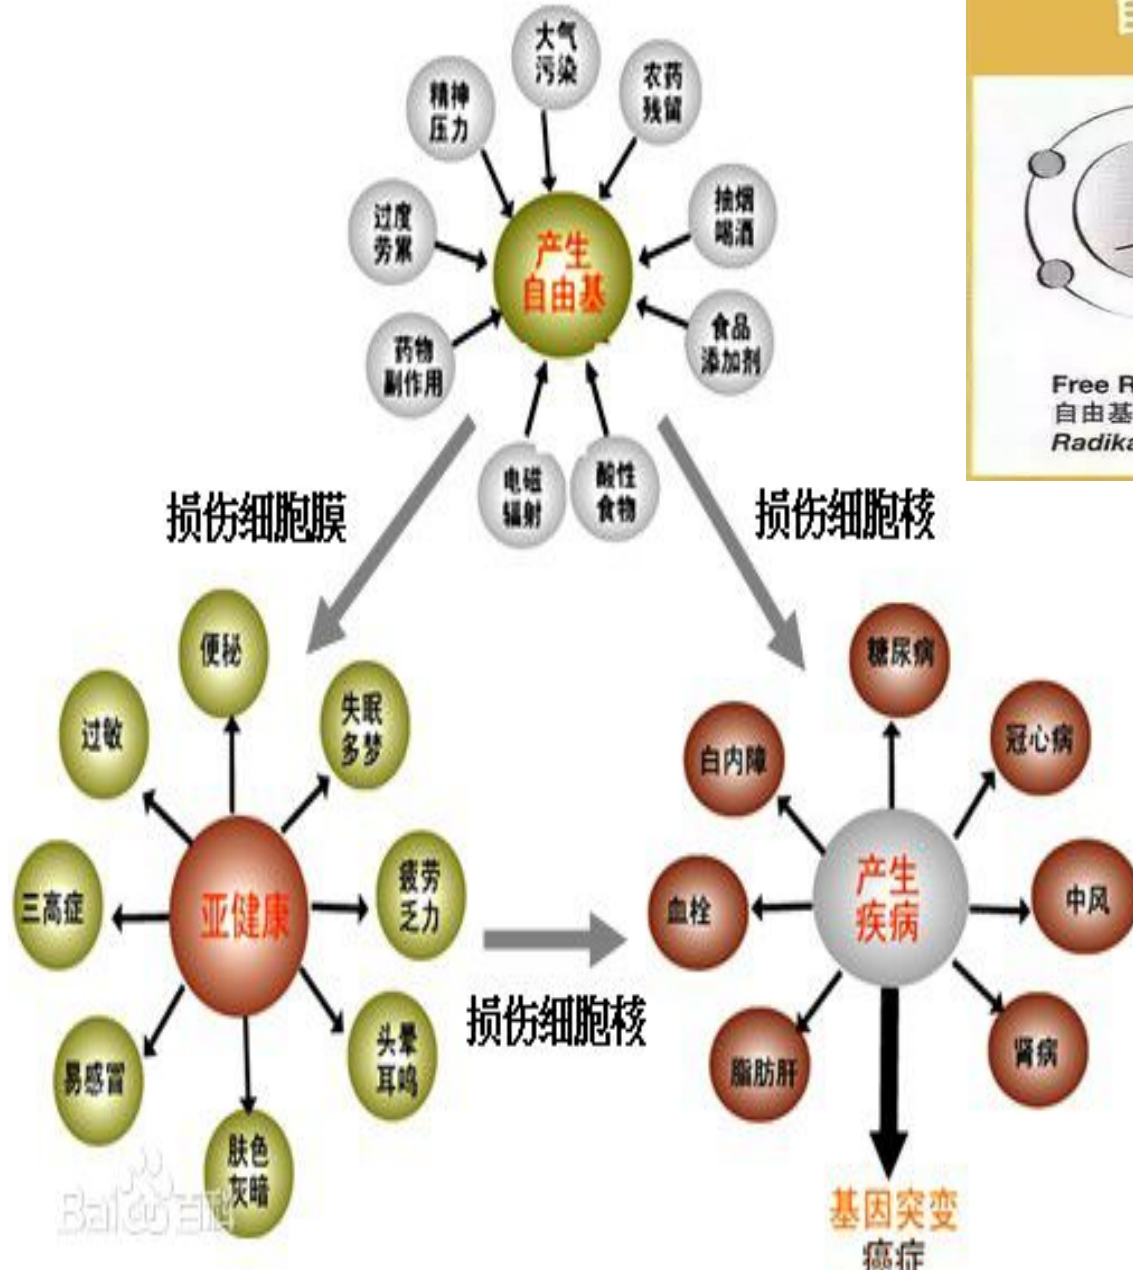 大气
污染
精神
压力
农药
残留
过度
劳累
抽烟
喝酒
产生
自由基
药物
副作用
食品
添加剂
电磁
辐射
酸性
食物
Free R
自由基
Radika
损伤细胞膜
损伤细胞核
便秘
过敏
失眠
多梦
三高症
亚健康
疲劳
乏力
易感冒
头晕
耳鸣
肤色
灰暗
损伤细胞核
糖尿病
白内障
冠心病
血栓
产生
疾病
中风
脂肪肝
肾病
基因突变
癌症
Bai百科